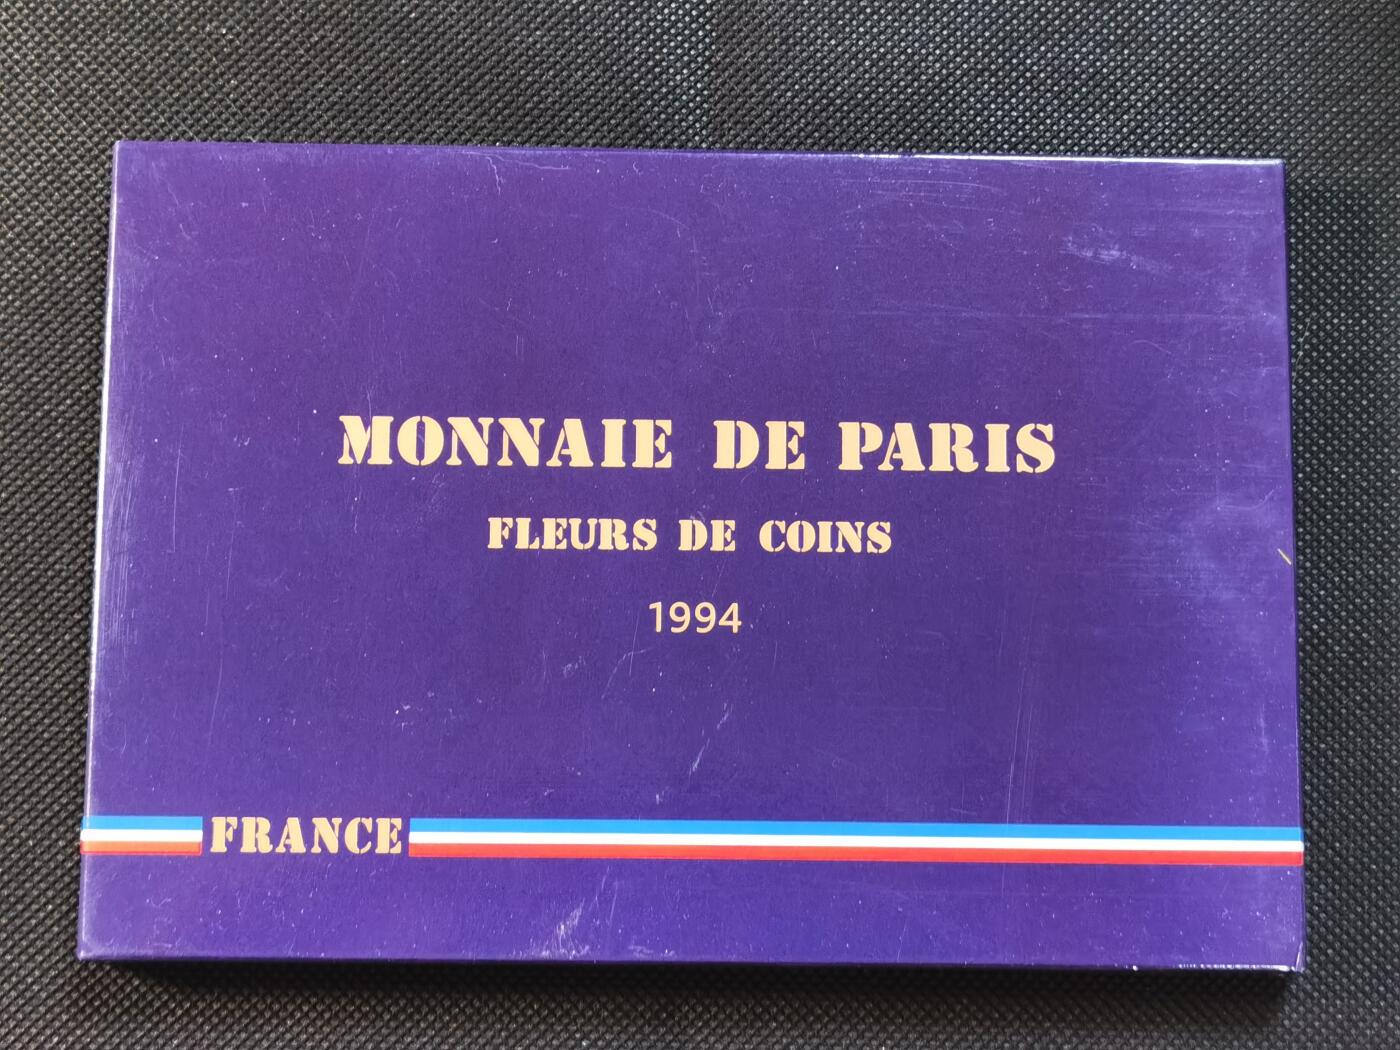 MONNAIE DE PARIS
FLEURS DE COINS
1994
FRANCE